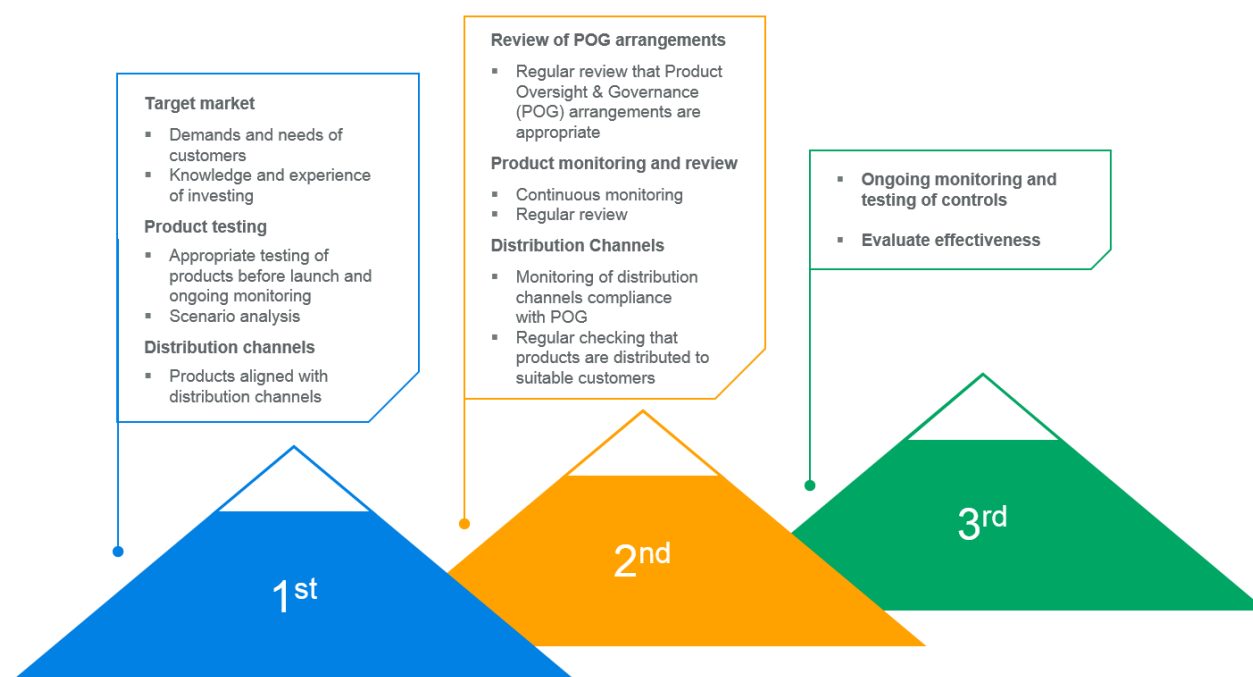 Target market
▪ Demands and needs of
customers
▪ Knowledge and experience
of investing
Product testing
▪ Appropriate testing of
products before launch and
ongoing monitoring
▪ Scenario analysis
Distribution channels
▪ Products aligned with
distribution channels
Review of POG arrangements
▪ Regular review that Product
Oversight & Governance
(POG) arrangements are
appropriate
Product monitoring and review
▪ Continuous monitoring
▪ Regular review
Distribution Channels
▪ Monitoring of distribution
channels compliance
with POG
▪ Regular checking that
products are distributed to
suitable customers
▪ Ongoing monitoring and
testing of controls
▪ Evaluate effectiveness
1st
2nd
3rd